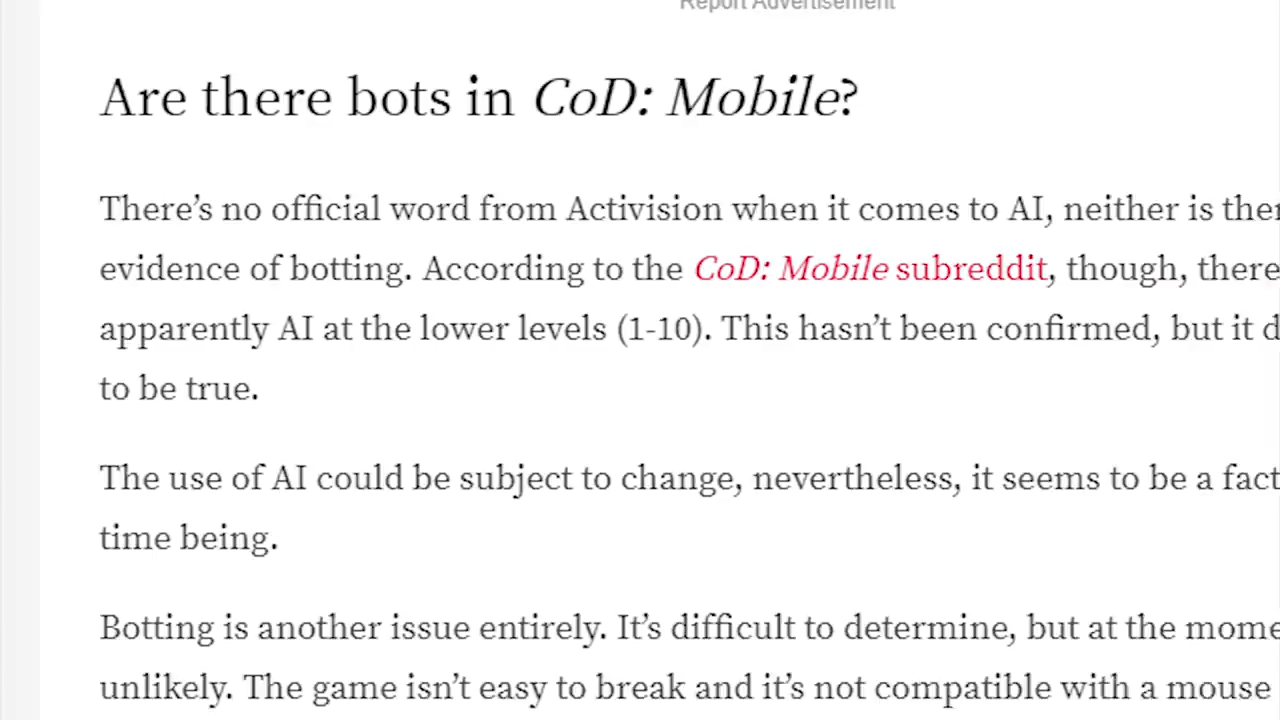 Report Advertisement
Are there bots in CoD: Mobile?
There’s no official word from Activision when it comes to AI, neither is
evidence of botting. According to the CoD: Mobile subreddit, though, there
apparently AI at the lower levels (1-10). This hasn’t been confirmed, but it
to be true.
The use of AI could be subject to change, nevertheless, it seems to be a fact
time being.
Botting is another issue entirely. It’s difficult to determine, but at the
unlikely. The game isn’t easy to break and it’s not compatible with a mouse